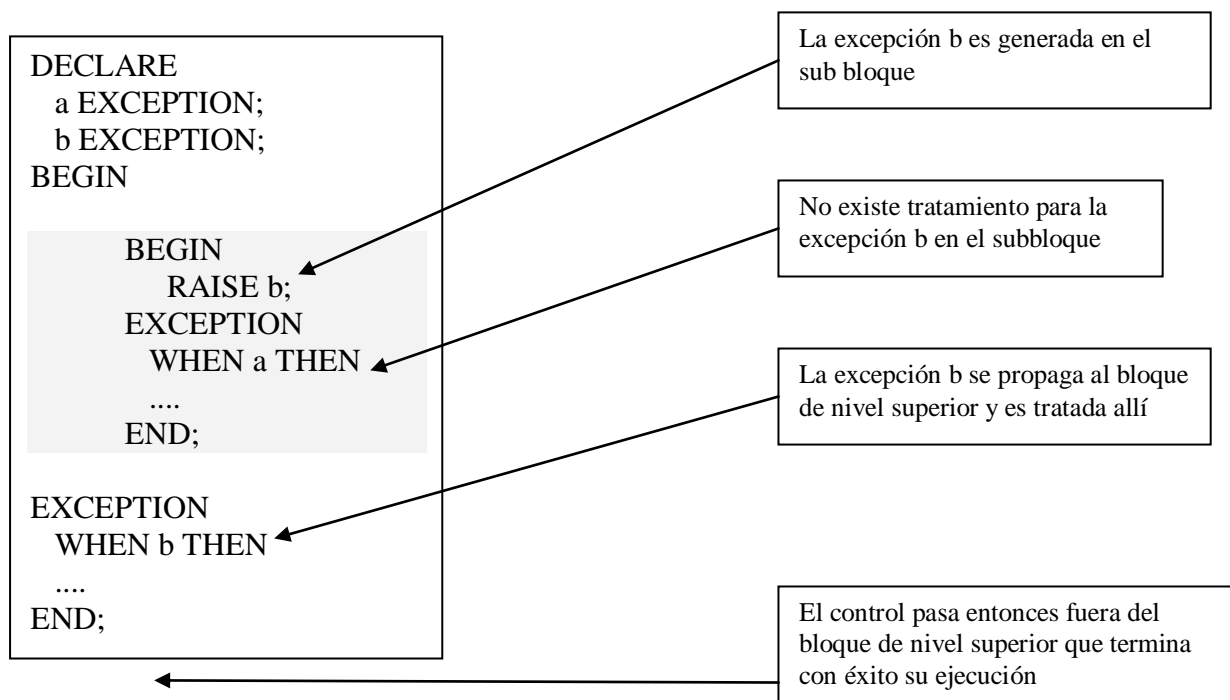 DECLARE
a EXCEPTION;
b EXCEPTION;
BEGIN
BEGIN
RAISE b;
EXCEPTION
WHEN a THEN
....
END;
EXCEPTION
WHEN b THEN
....
END;
La excepción b es generada en el
sub bloque
No existe tratamiento para la
excepción b en el subbloque
La excepción b se propaga al bloque
de nivel superior y es tratada allí
El control pasa entonces fuera del
bloque de nivel superior que termina
con éxito su ejecución